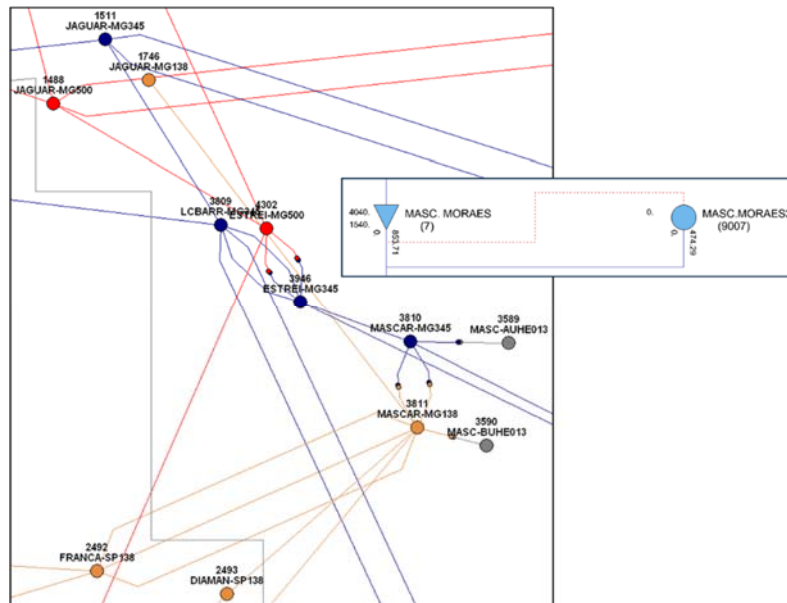 1511
JAGUAR-MG345
1746
JAGUAR-MG138
1488
JAGUAR-MG500
3809
LCBARR-MG345
4302
ESTREI-MG500
3946
ESTREI-MG345
3810
MASCAR-MG345
3589
MASC-AUHE013
3811
MASCAR-MG138
3590
MASC-BUHE013
2492
FRANCA-SP138
2493
DIAMAN-SP138
4040.
1540.
0.
853.71
MASC. MORAES
(7)
0.
0.
474.29
(9007)